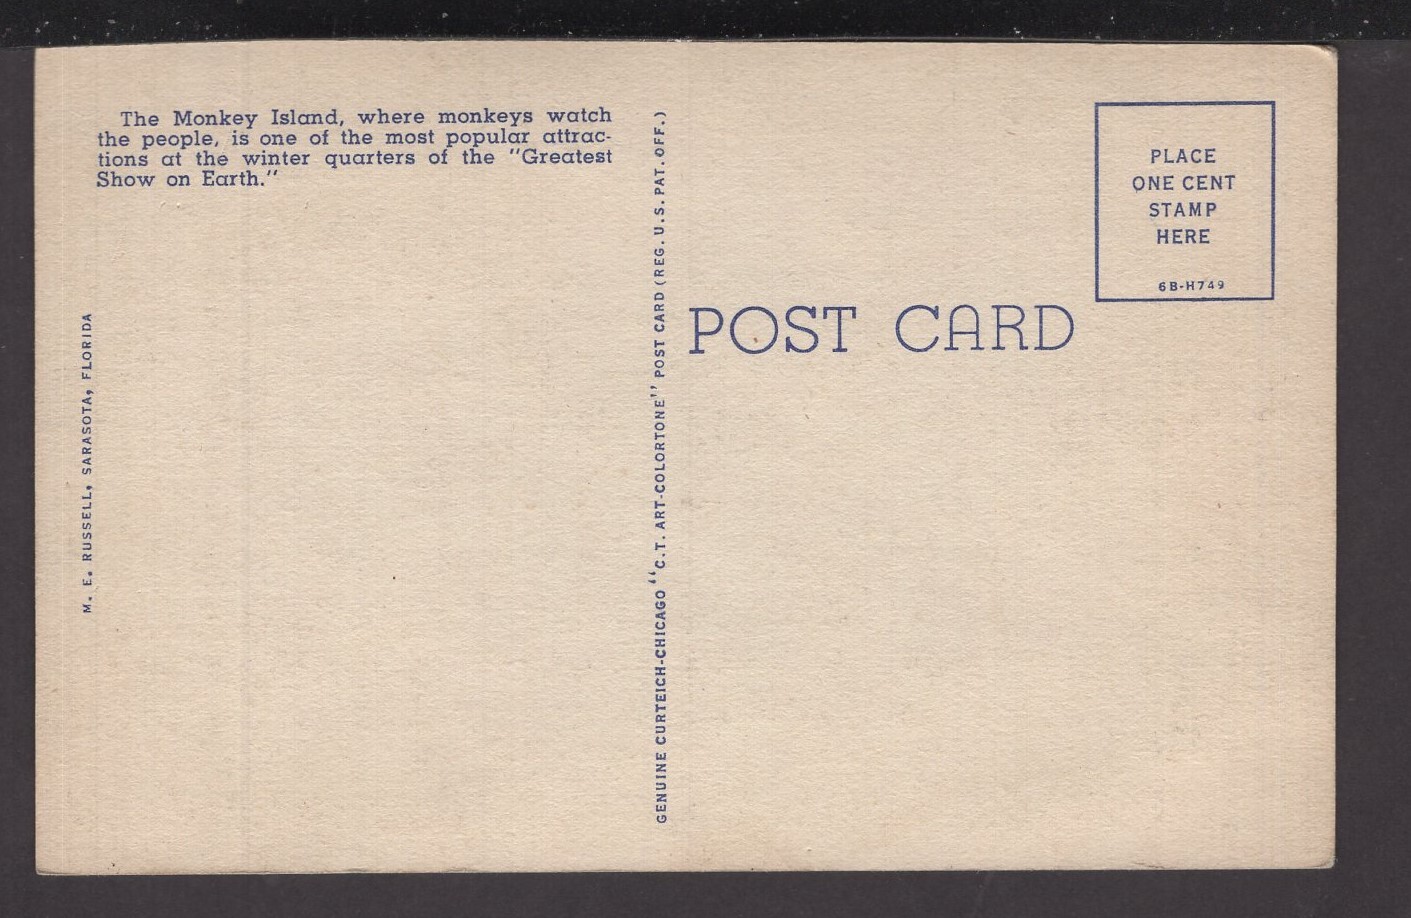 The Monkey Island, where monkeys watch
the people, is one of the most popular attrac-
tions at the winter quarters of the "Greatest
Show on Earth."
M. E. RUSSELL, SARASOTA, FLORIDA
GENUINE CURTEICH-CHICAGO "C.T. ART-COLORTONE" POST CARD (REG. U.S. PAT. OFF.)
POST CARD
PLACE
ONE CENT
STAMP
HERE
6B-H749